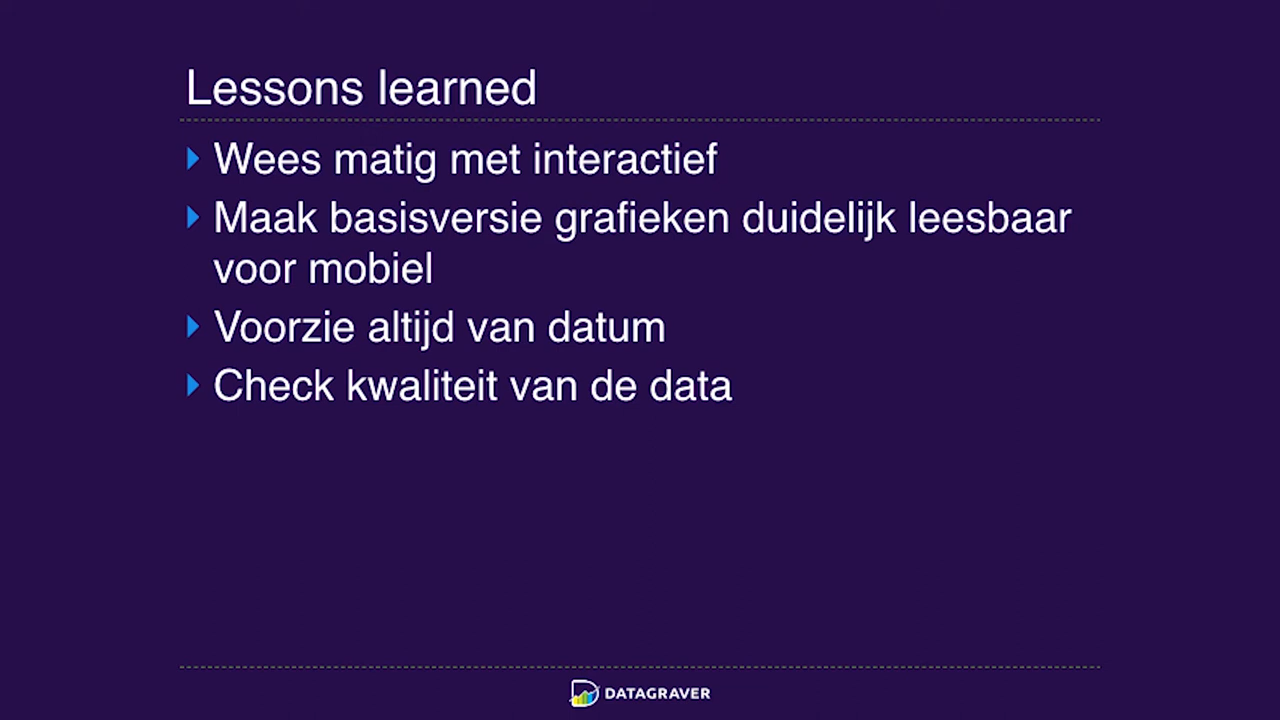 Lessons learned
Wees matig met interactief
Maak basisversie grafieken duidelijk leesbaar
voor mobiel
Voorzie altijd van datum
Check kwaliteit van de data
DATAGRAVER